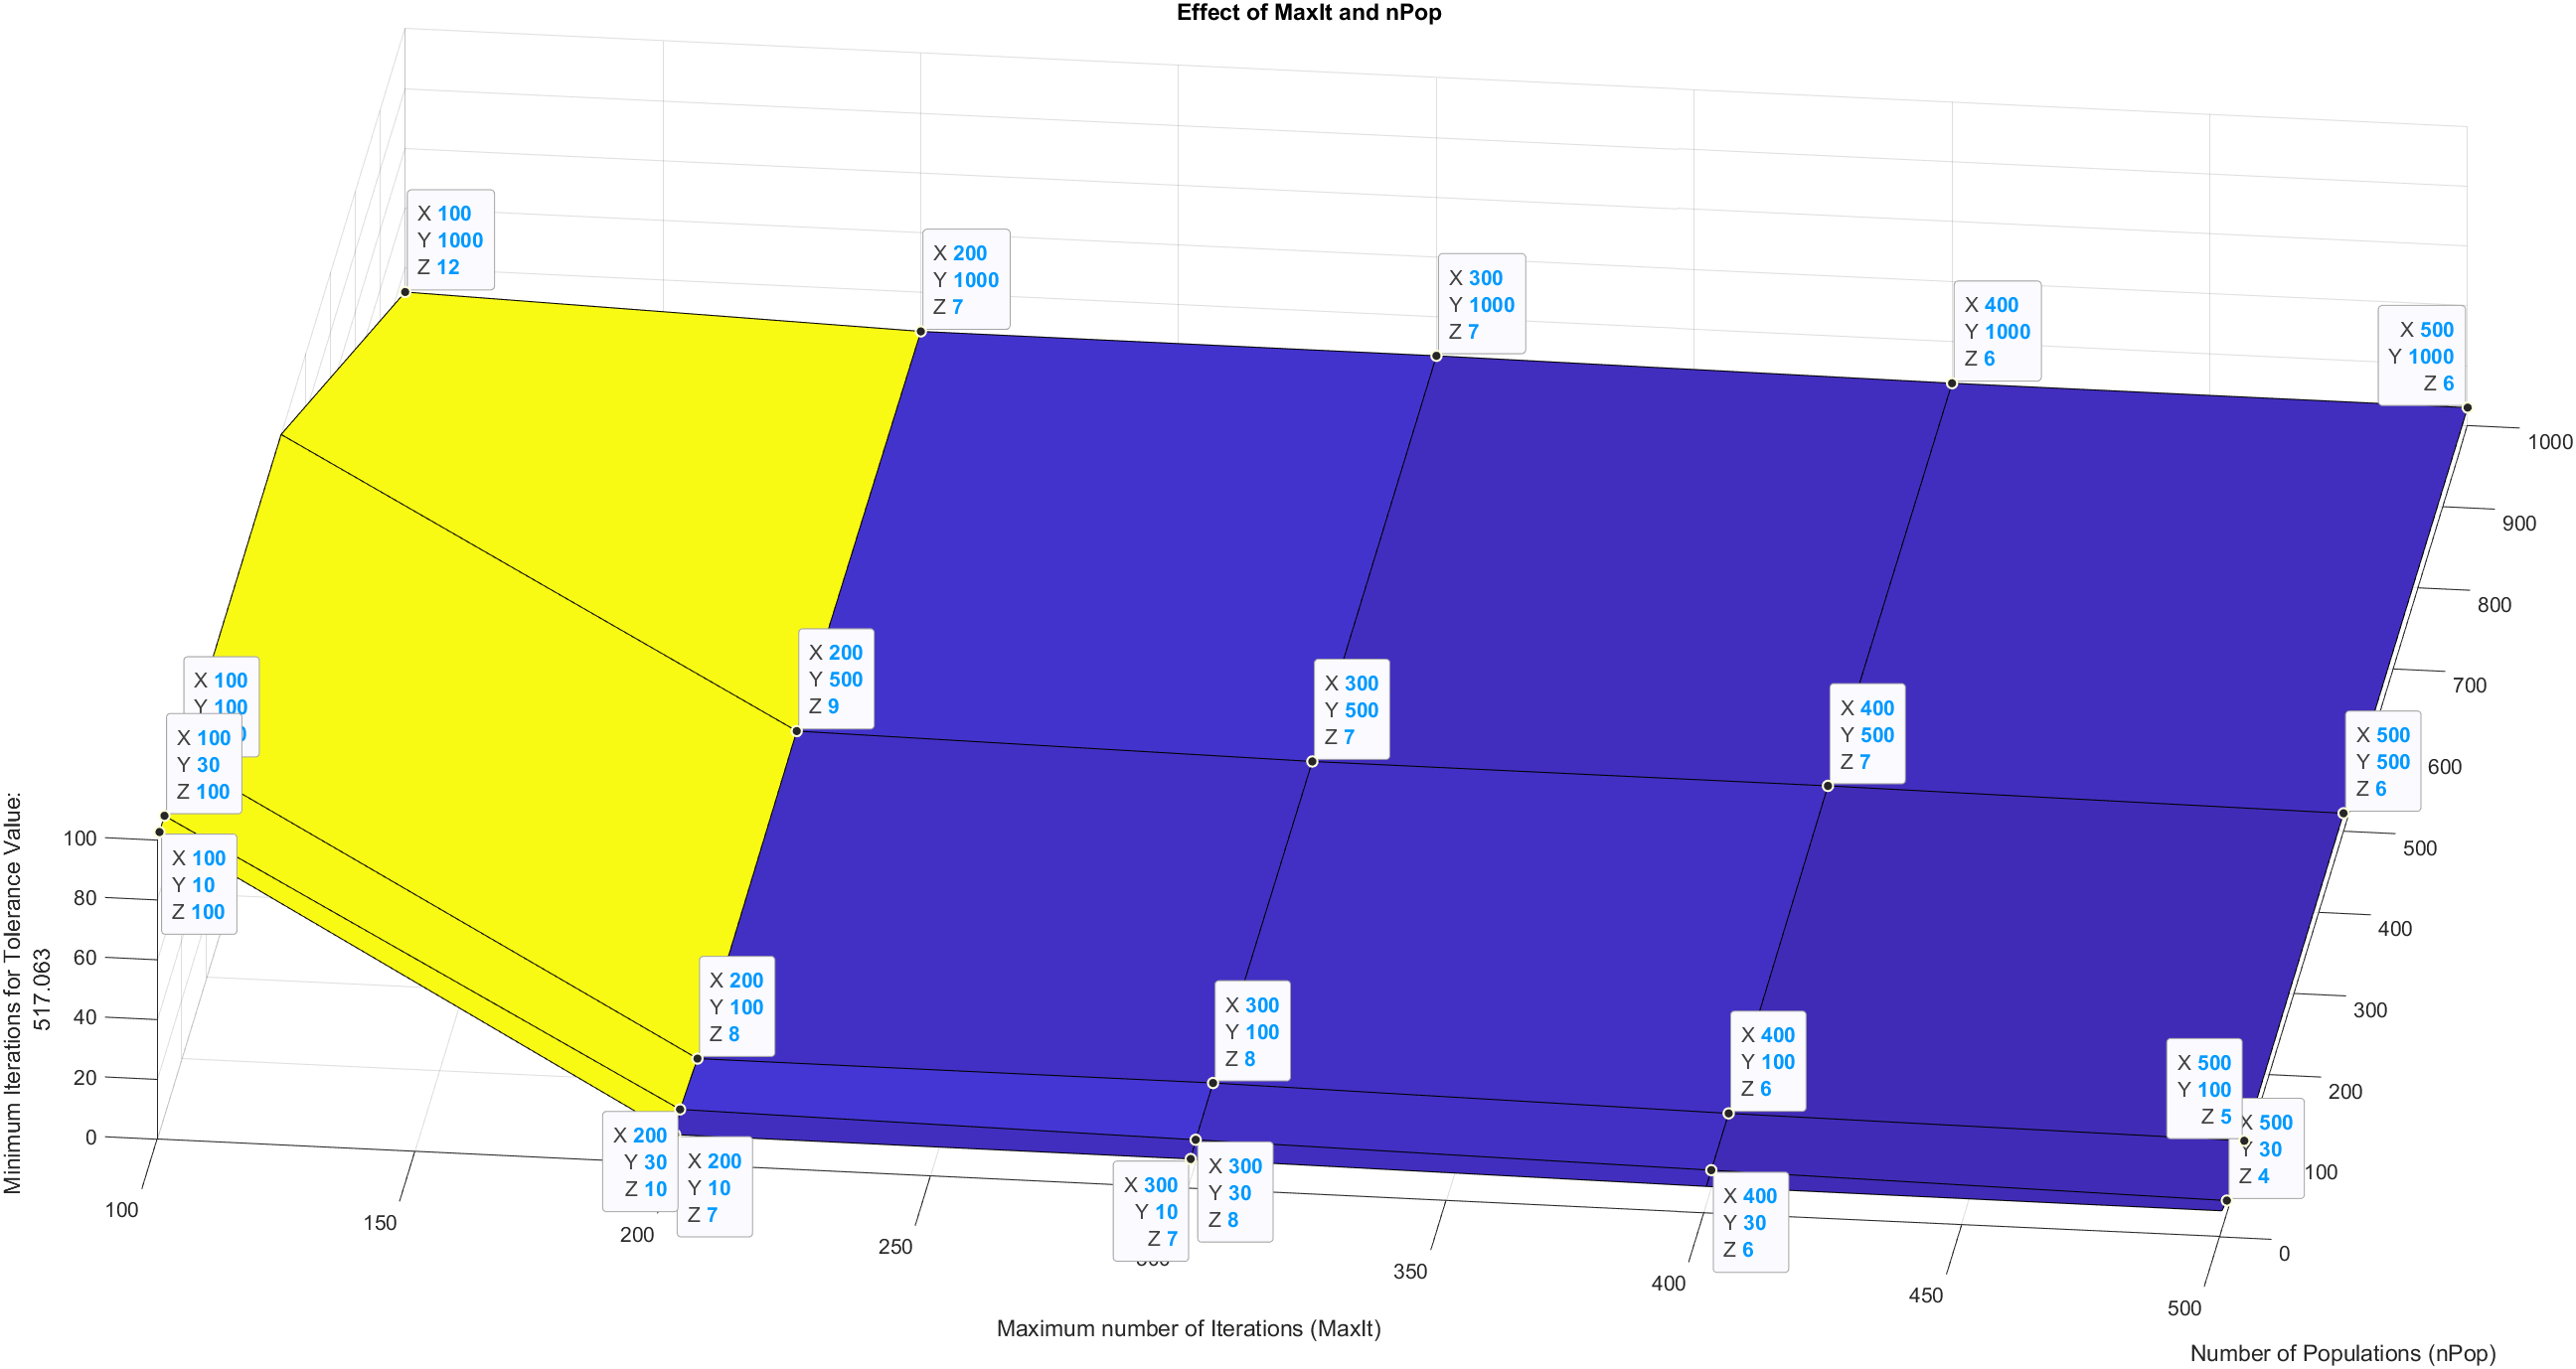 Effect of MaxIt and nPop
X 100
Y 1000
Z 12
X 200
Y 1000
Z 7
X 300
Y 1000
Z 7
X 400
Y 1000
Z 6
X 500
Y 1000
Z 6
X 200
Y 500
Z 9
X 300
Y 500
Z 7
X 400
Y 500
Z 7
X 500
Y 500
Z 6
X 100
Y 100
X 100
Y 30
Z 100
X 100
Y 10
Z 100
X 200
Y 100
Z 8
X 300
Y 100
Z 8
X 400
Y 100
Z 6
X 500
Y 100
Z 5
X 500
Y 30
Z 4
X 200
Y 30
Z 10
X 200
Y 10
Z 7
X 300
Y 10
Z 7
X 300
Y 30
Z 8
X 400
Y 30
Z 6
1000
900
800
700
600
500
400
300
200
100
0
100
80
60
40
20
0
Minimum Iterations for Tolerance Value:
517.063
100
150
200
250
350
400
450
500
Maximum number of Iterations (MaxIt)
Number of Populations (nPop)